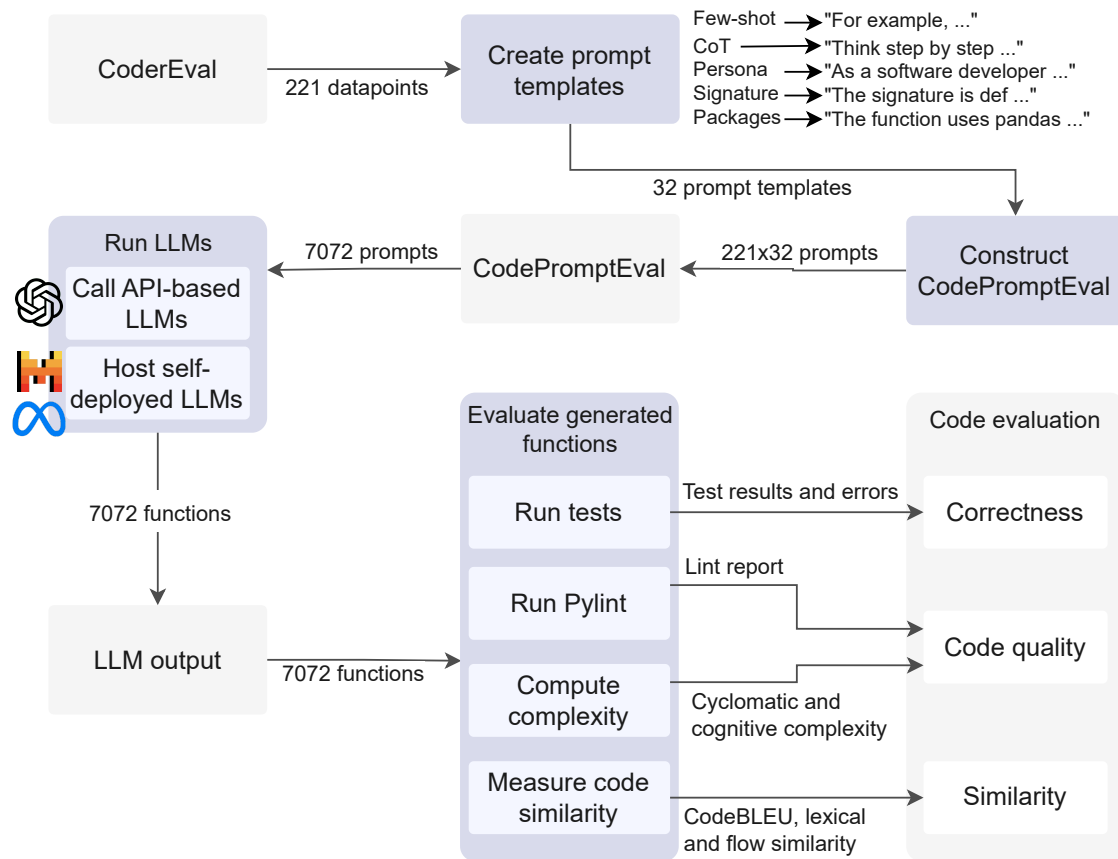 CoderEval
221 datapoints
Create prompt
templates
Few-shot
"For example, ..."
CoT
"Think step by step ..."
Persona
"As a software developer ..."
Signature
"The signature is def ..."
Packages
"The function uses pandas ..."
32 prompt templates
Run LLMs
Call API-based
LLMs
Host self-
deployed LLMs
7072 prompts
CodePromptEval
221x32 prompts
Construct
CodePromptEval
7072 functions
LLM output
7072 functions
Evaluate generated
functions
Run tests
Run Pylint
Compute
complexity
Measure code
similarity
Test results and errors
Lint report
Cyclomatic and
cognitive complexity
CodeBLEU, lexical
and flow similarity
Code evaluation
Correctness
Code quality
Similarity